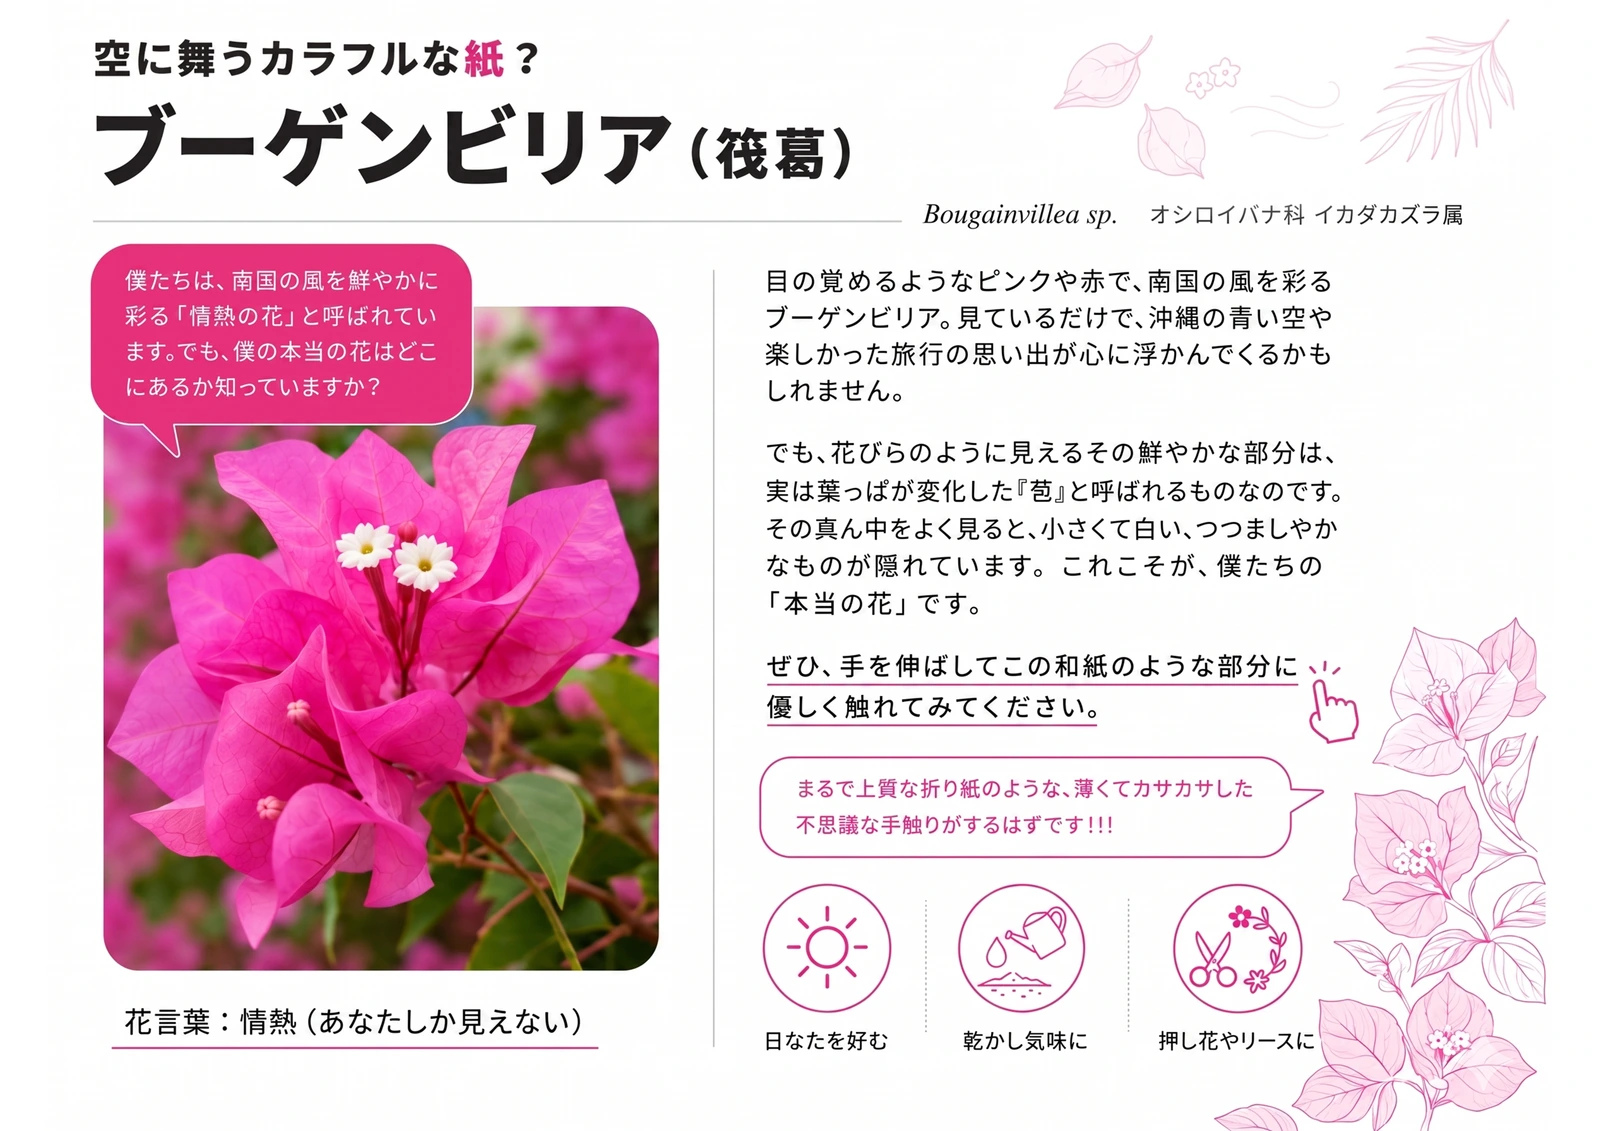 空に舞うカラフルな紙？
ブーゲンビリア（筏葛）
Bougainvillea sp.　オシロイバナ科 イカダカズラ属
僕たちは、南国の風を鮮やかに
彩る「情熱の花」と呼ばれてい
ます。でも、僕の本当の花はどこ
にあるか知っていますか？
花言葉：情熱（あなたしか見えない）
目の覚めるようなピンクや赤で、南国の風を彩る
ブーゲンビリア。見ているだけで、沖縄の青い空や
楽しかった旅行の思い出が心に浮かんでくるかも
しれません。
でも、花びらのように見えるその鮮やかな部分は、
実は葉っぱが変化した『苞』と呼ばれるものなのです。
その真ん中をよく見ると、小さくて白い、つつましやか
なものが隠れています。これこそが、僕たちの
「本当の花」です。
ぜひ、手を伸ばしてこの和紙のような部分に
優しく触れてみてください。
まるで上質な折り紙のような、薄くてカサカサした
不思議な手触りがするはずです!!!
日なたを好む
乾かし気味に
押し花やリースに